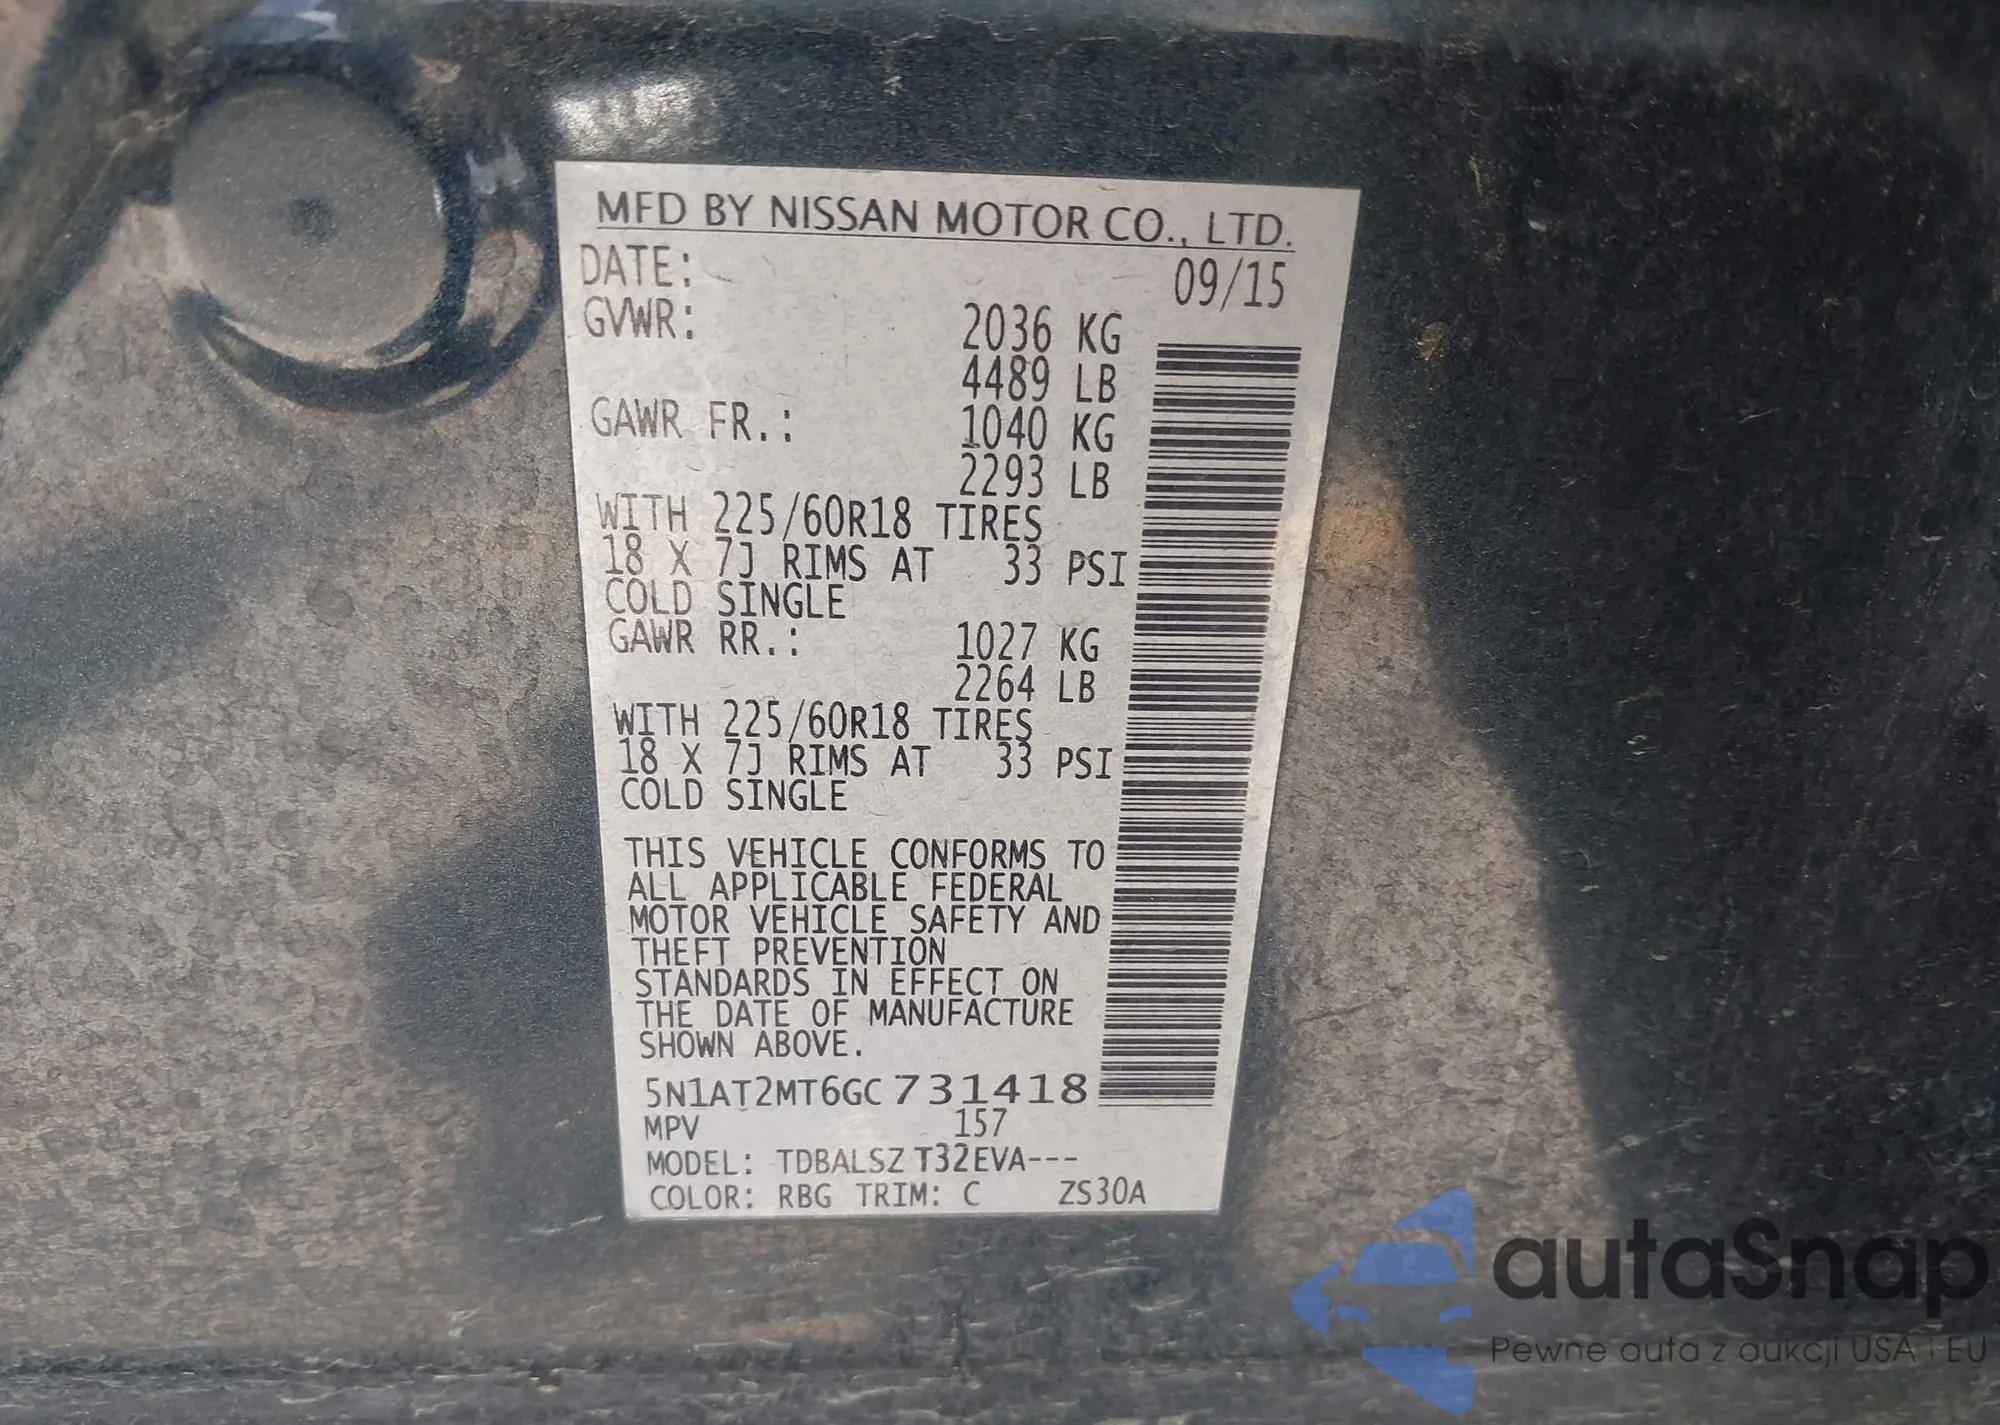 MFD BY NISSAN MOTOR CO., LTD.
DATE: 09/15
GVWR: 2036 KG
4489 LB
GAWR FR.: 1040 KG
2293 LB
WITH 225/60R18 TIRES
18 X 7J RIMS AT 33 PSI
COLD SINGLE
GAWR RR.: 1027 KG
2264 LB
WITH 225/60R18 TIRES
18 X 7J RIMS AT 33 PSI
COLD SINGLE
THIS VEHICLE CONFORMS TO
ALL APPLICABLE FEDERAL
MOTOR VEHICLE SAFETY AND
THEFT PREVENTION
STANDARDS IN EFFECT ON
THE DATE OF MANUFACTURE
SHOWN ABOVE.
5N1AT2MT6GC731418
MPV 157
MODEL: TDBALSZ T32EVA---
COLOR: RBG TRIM: C ZS30A
autaSnap
Pewne auta z aukcji USA i EU